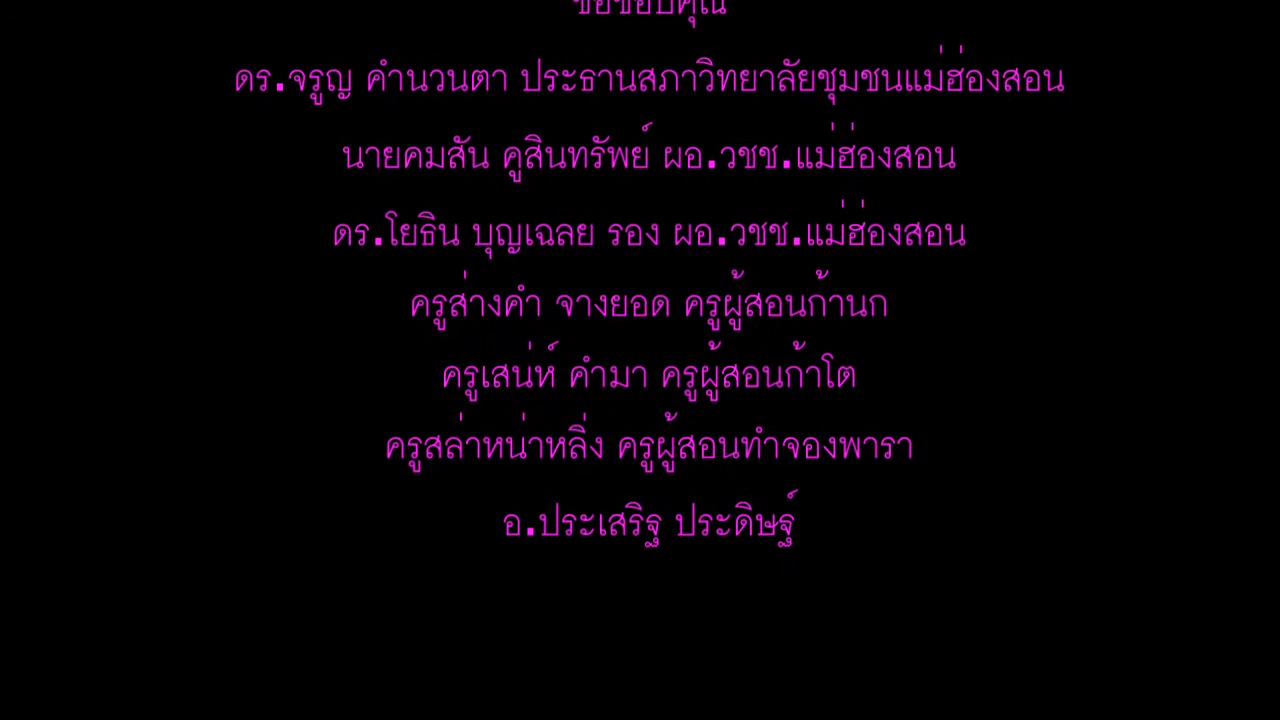 ขอขอบคุณ
ดร.จรูญ คำนวนตา ประธานสภาวิทยาลัยชุมชนแม่ฮ่องสอน
นายคมสัน คูสินทรัพย์ ผอ.วชช.แม่ฮ่องสอน
ดร.โยธิน บุญเฉลย รอง ผอ.วชช.แม่ฮ่องสอน
ครูส่างคำ จางยอด ครูผู้สอนก้านก
ครูเสน่ห์ คำมา ครูผู้สอนก้าโต
ครูสล่าหน่าหลิ่ง ครูผู้สอนทำจองพารา
อ.ประเสริฐ ประดิษฐ์